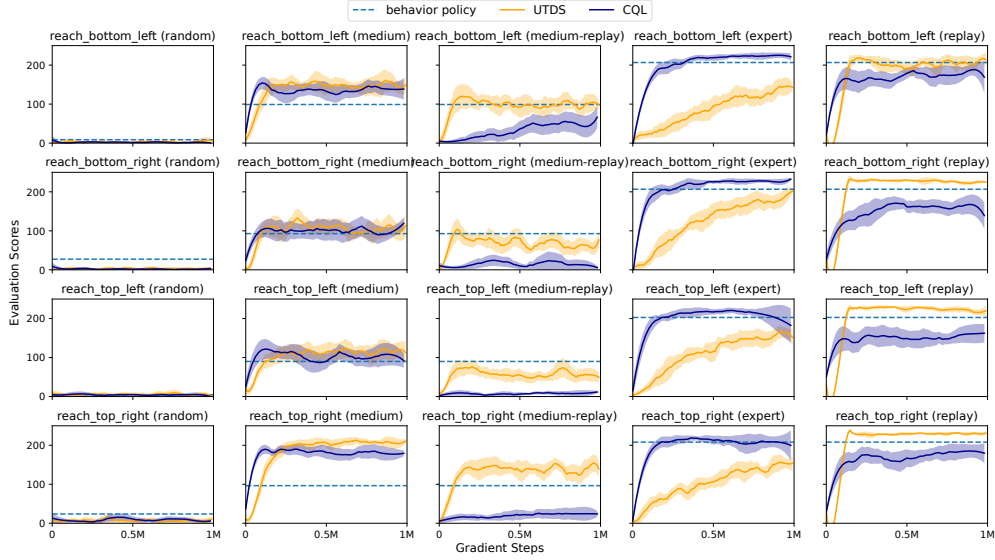 behavior policy UTDS CQL
reach_bottom_left (random) reach_bottom_left (medium) reach_bottom_left (medium-replay) reach_bottom_left (expert) reach_bottom_left (replay)
200
100
0
reach_bottom_right (random) reach_bottom_right (medium) reach_bottom_right (medium-replay) reach_bottom_right (expert) reach_bottom_right (replay)
200
100
0
Evaluation Scores
reach_top_left (random) reach_top_left (medium) reach_top_left (medium-replay) reach_top_left (expert) reach_top_left (replay)
200
100
0
reach_top_right (random) reach_top_right (medium) reach_top_right (medium-replay) reach_top_right (expert) reach_top_right (replay)
200
100
0
0 0.5M 1M 0 0.5M 1M 0 0.5M 1M 0 0.5M 1M 0 0.5M 1M
Gradient Steps